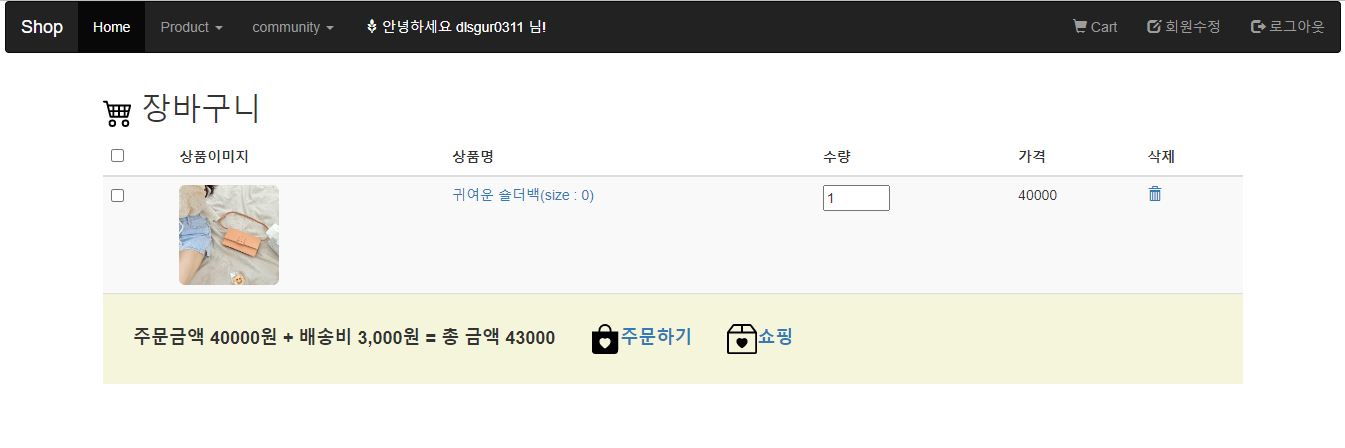 Shop Home Product community 안녕하세요 dlsgur0311 님! Cart 회원수정 로그아웃
장바구니
상품이미지 상품명 수량 가격 삭제
귀여운 숄더백(size : 0) 1 40000
주문금액 40000원 + 배송비 3,000원 = 총 금액 43000 주문하기 쇼핑